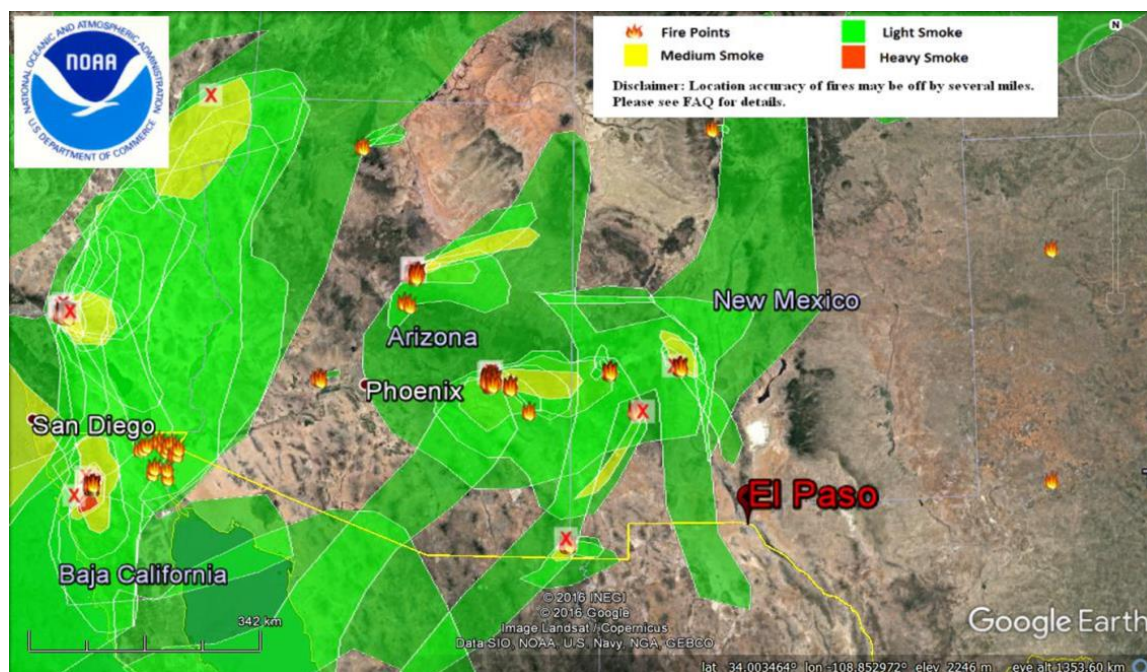 NATIONAL OCEANIC AND ATMOSPHERIC ADMINISTRATION
NOAA
U.S. DEPARTMENT OF COMMERCE
Fire Points
Light Smoke
Medium Smoke
Heavy Smoke
Disclaimer: Location accuracy of fires may be off by several miles.
Please see FAQ for details.
N
X
New Mexico
X
Arizona
Phoenix
San Diego
X
X
El Paso
X
Baja California
342 km
© 2016 INEGI
© 2016 Google
Image Landsat / Copernicus
Data SIO, NOAA, U.S. Navy, NGA, GEBCO
Google Earth
lat 34.003464° lon -108.852972° elev 2246 m eye alt 1353.60 km